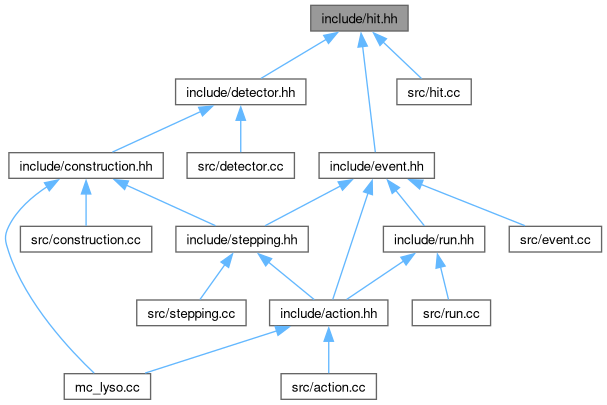 include/hit.hh
include/detector.hh
src/hit.cc
include/construction.hh
src/detector.cc
include/event.hh
src/construction.cc
include/stepping.hh
include/run.hh
src/event.cc
src/stepping.cc
include/action.hh
src/run.cc
mc_lyso.cc
src/action.cc